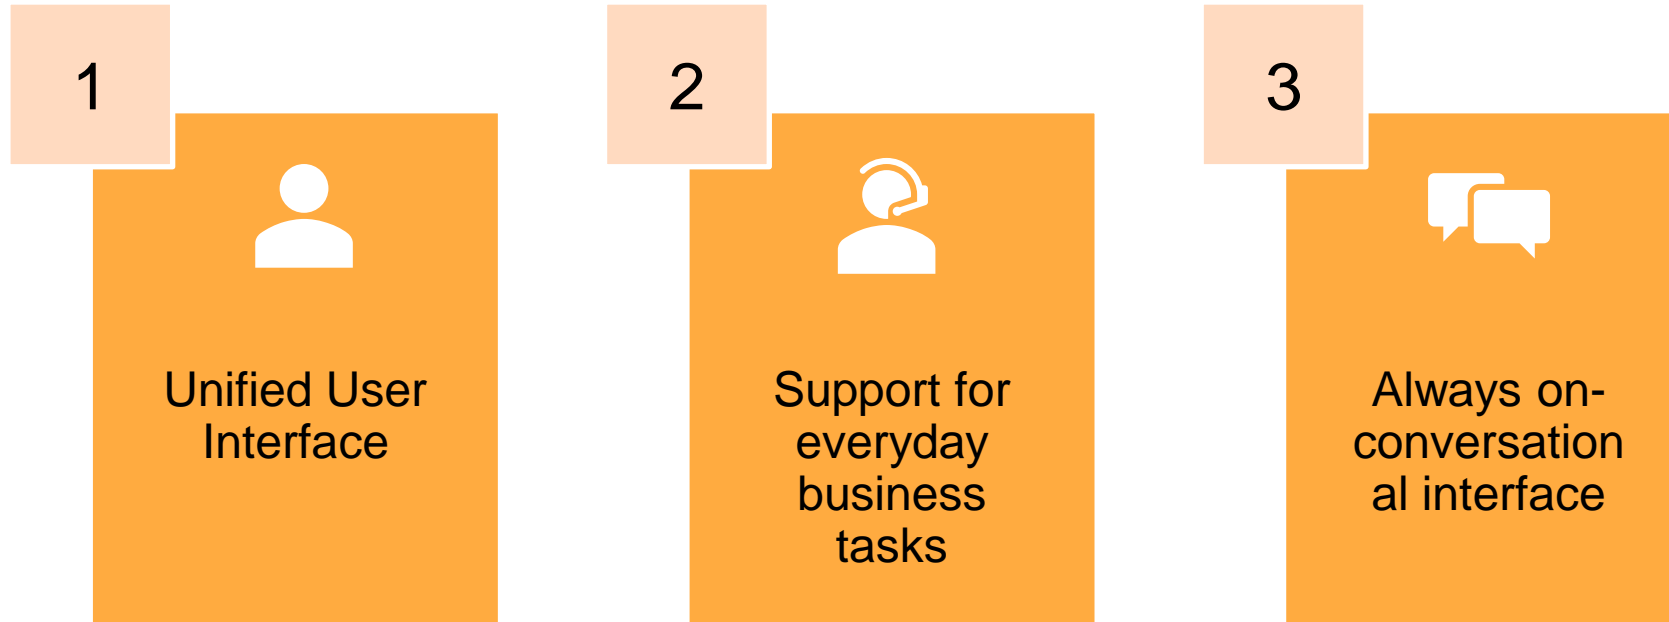 1
Unified User
Interface
2
Support for
everyday
business
tasks
3
Always on-
conversation
al interface